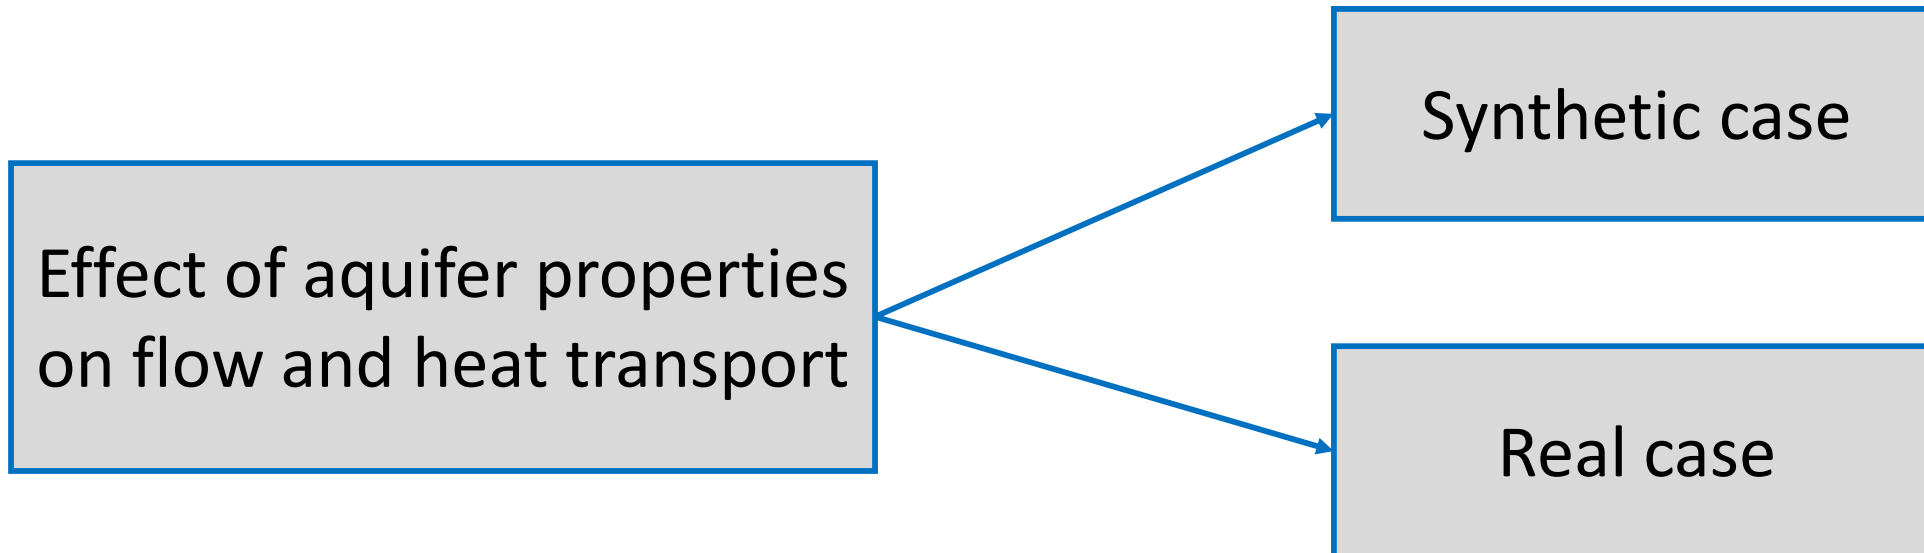 Effect of aquifer properties
on flow and heat transport
Synthetic case
Real case